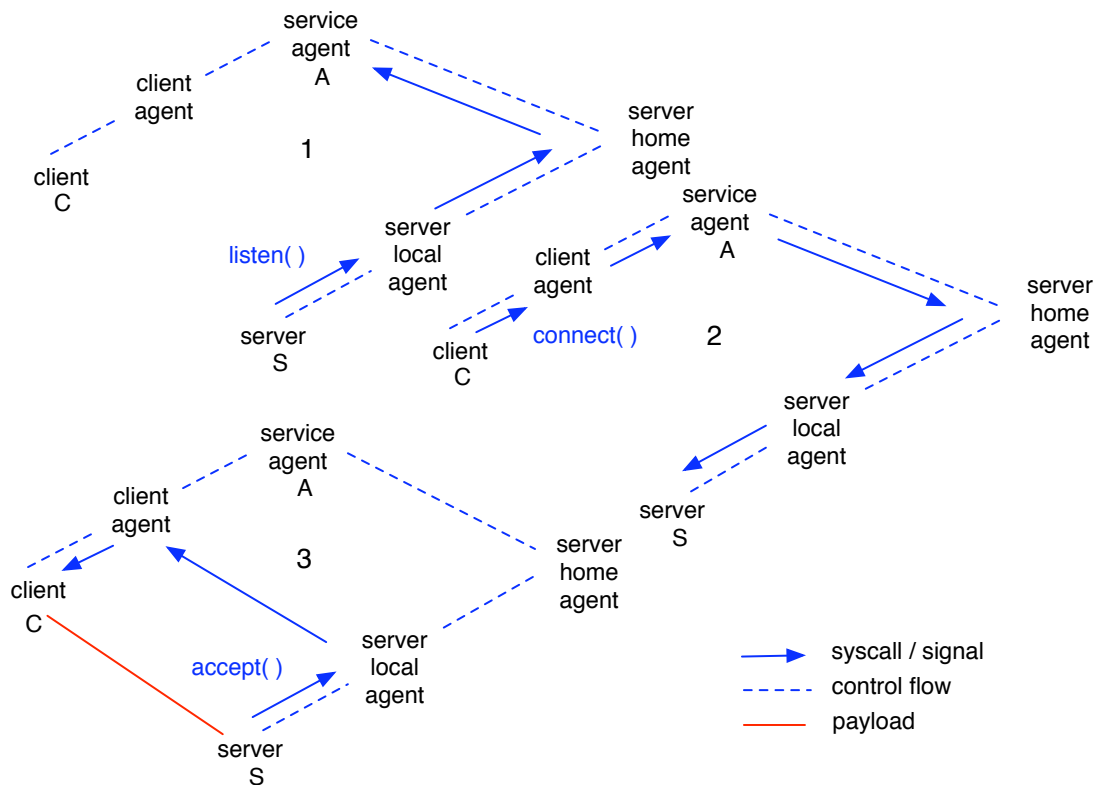 service
agent
A
client
agent
1
client
C
server
home
agent
server
local
agent
listen( )
server
S
service
agent
A
client
agent
2
connect( )
client
C
server
home
agent
server
local
agent
server
S
service
agent
A
client
agent
3
client
C
server
home
agent
server
local
agent
accept( )
server
S
syscall / signal
control flow
payload